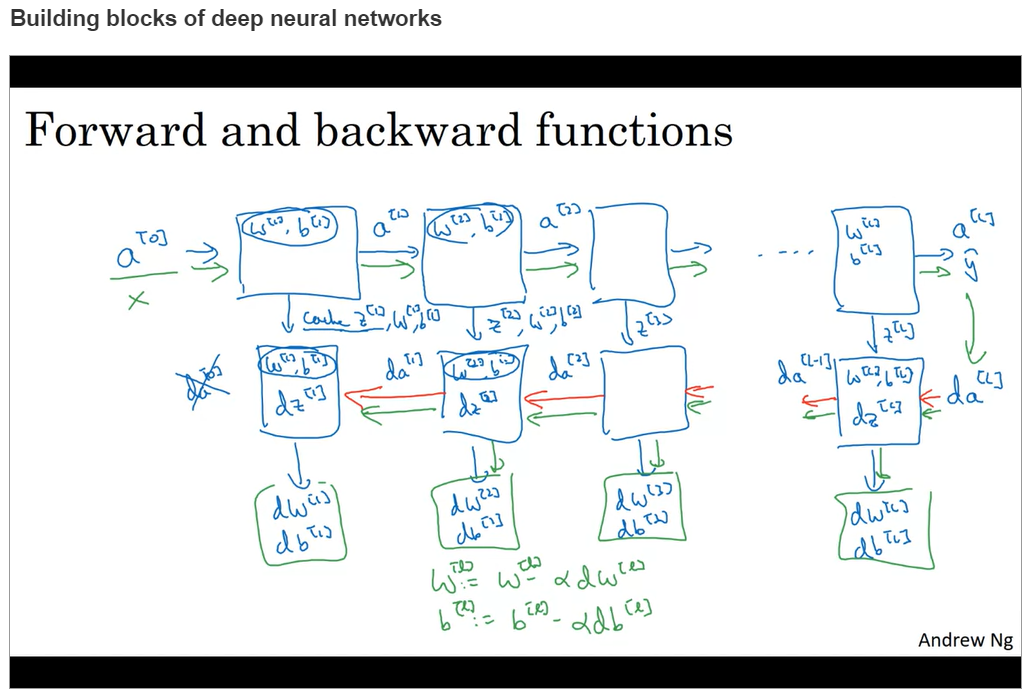 Building blocks of deep neural networks
Forward and backward functions
a^[0] w^[1], b^[1] a^[1] w^[2], b^[2] a^[2] .... w^[L] a^[L]
x b^[L] ŷ
cache z^[1], w^[1], b^[1] z^[2], w^[2], b^[2] z^[3] z^[L]
da^[0] w^[1], b^[1] da^[1] w^[2], b^[2] da^[2] da^[L-1] w^[L], b^[L] da^[L]
dz^[1] dz^[2] dz^[L]
dw^[1] dw^[2] dw^[3] dw^[L]
db^[1] db^[2] db^[3] db^[L]
w^[l] := w^[l] - αdw^[l]
b^[l] := b^[l] - αdb^[l]
Andrew Ng